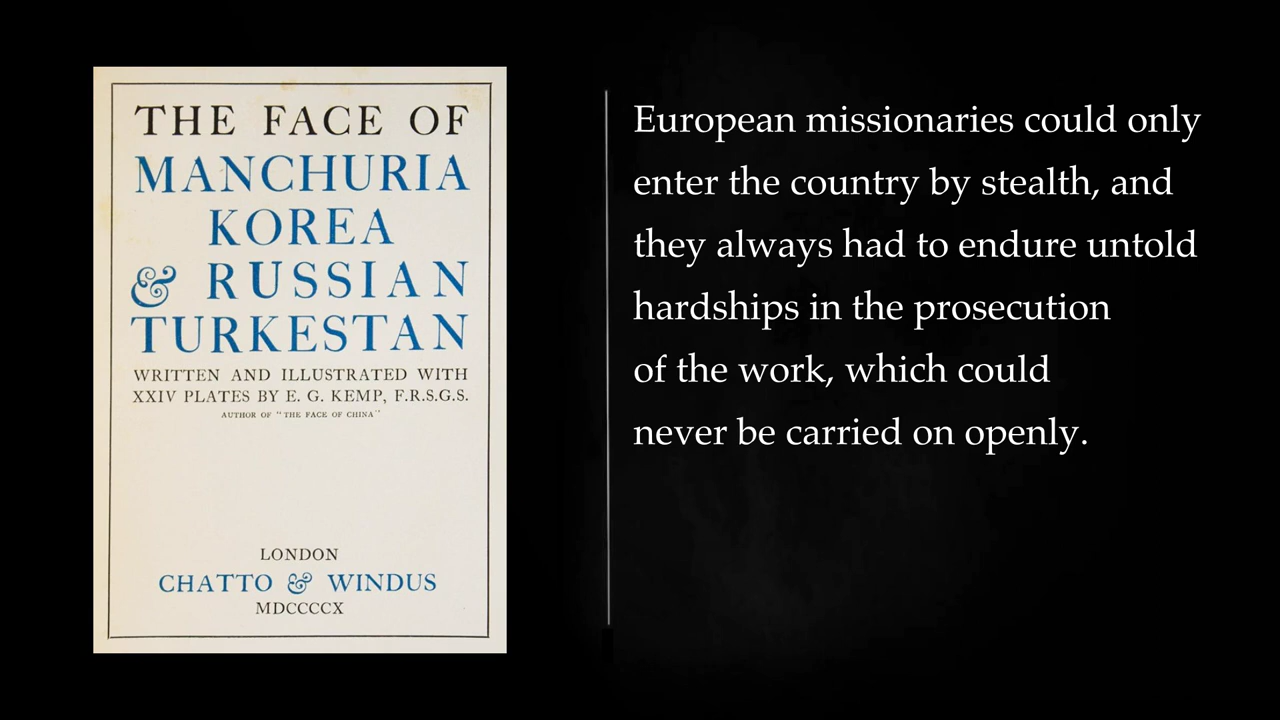 THE FACE OF
MANCHURIA
KOREA
& RUSSIAN
TURKESTAN
WRITTEN AND ILLUSTRATED WITH
XXIV PLATES BY E. G. KEMP, F.R.S.G.S.
AUTHOR OF "THE FACE OF CHINA"
LONDON
CHATTO & WINDUS
MDCCCCX
European missionaries could only
enter the country by stealth, and
they always had to endure untold
hardships in the prosecution
of the work, which could
never be carried on openly.